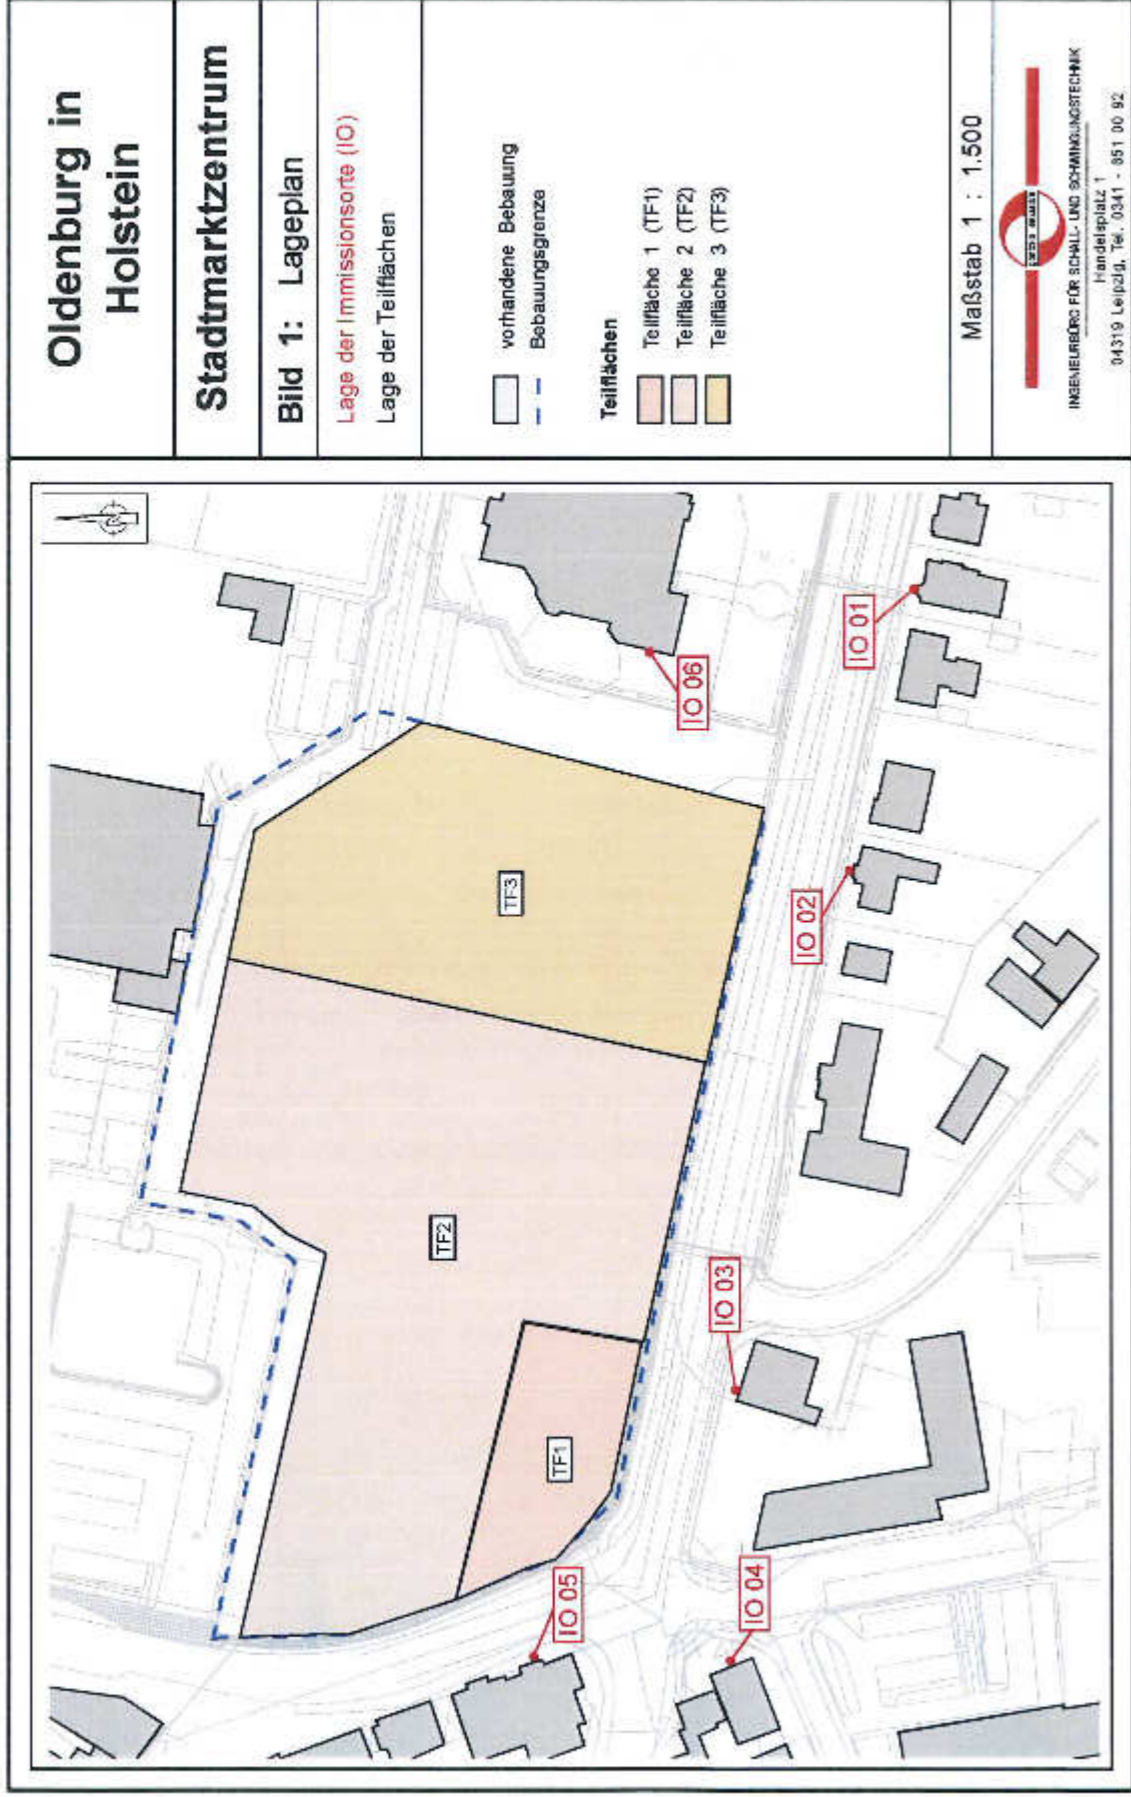 Oldenburg in
Holstein
Stadtmarktzentrum
Bild 1: Lageplan
Lage der Immissionsorte (IO)
Lage der Teilflächen
vorhandene Bebauung
Bebauungsgrenze
Teilflächen
Teilfläche 1 (TF1)
Teilfläche 2 (TF2)
Teilfläche 3 (TF3)
Maßstab 1 : 1.500
INGENIEURBÜRO FÜR SCHALL- UND SCHWINGUNGSTECHNIK
Handelsplatz 1
04319 Leipzig, Tel. 0341 - 651 00 92
TF1
TF2
TF3
IO 01
IO 02
IO 03
IO 04
IO 05
IO 06